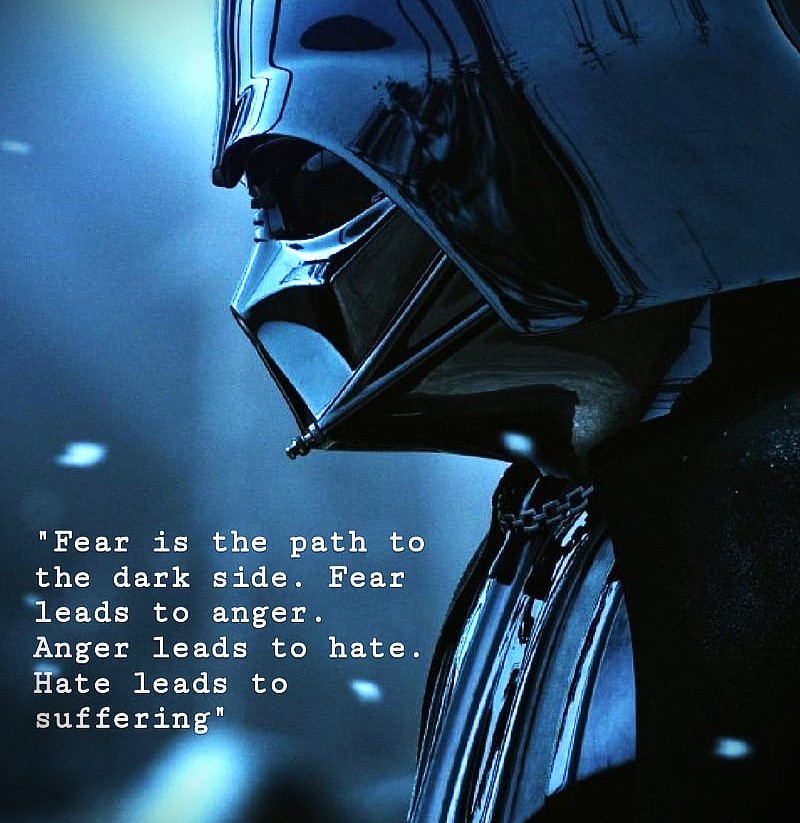 "Fear is the path to
the dark side. Fear
leads to anger.
Anger leads to hate.
Hate leads to
suffering"